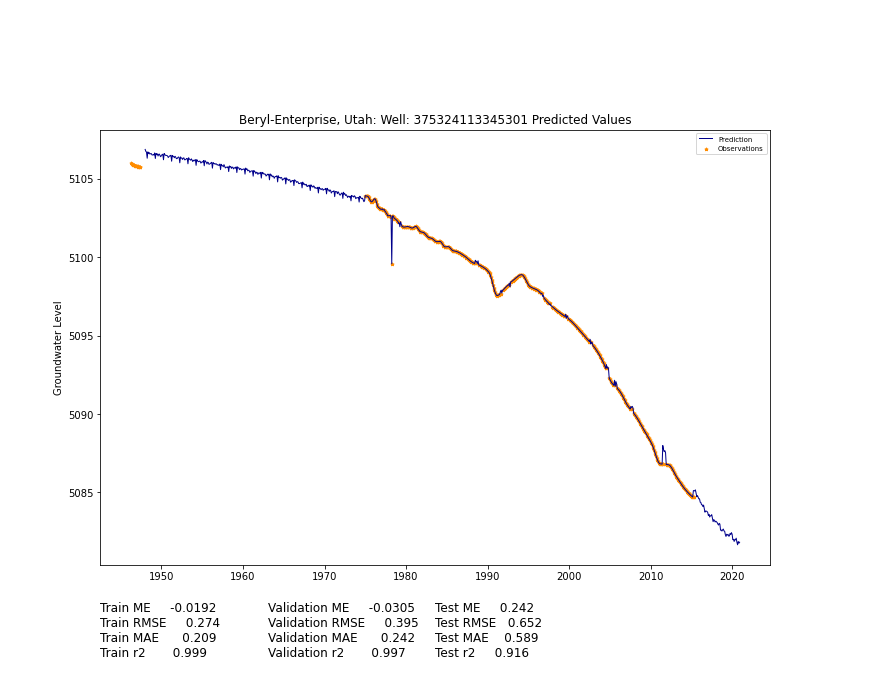 Beryl-Enterprise, Utah: Well: 375324113345301 Predicted Values
Prediction
Observations
Groundwater Level
5105
5100
5095
5090
5085
1950 1960 1970 1980 1990 2000 2010 2020
Train ME -0.0192 Validation ME -0.0305 Test ME 0.242
Train RMSE 0.274 Validation RMSE 0.395 Test RMSE 0.652
Train MAE 0.209 Validation MAE 0.242 Test MAE 0.589
Train r2 0.999 Validation r2 0.997 Test r2 0.916